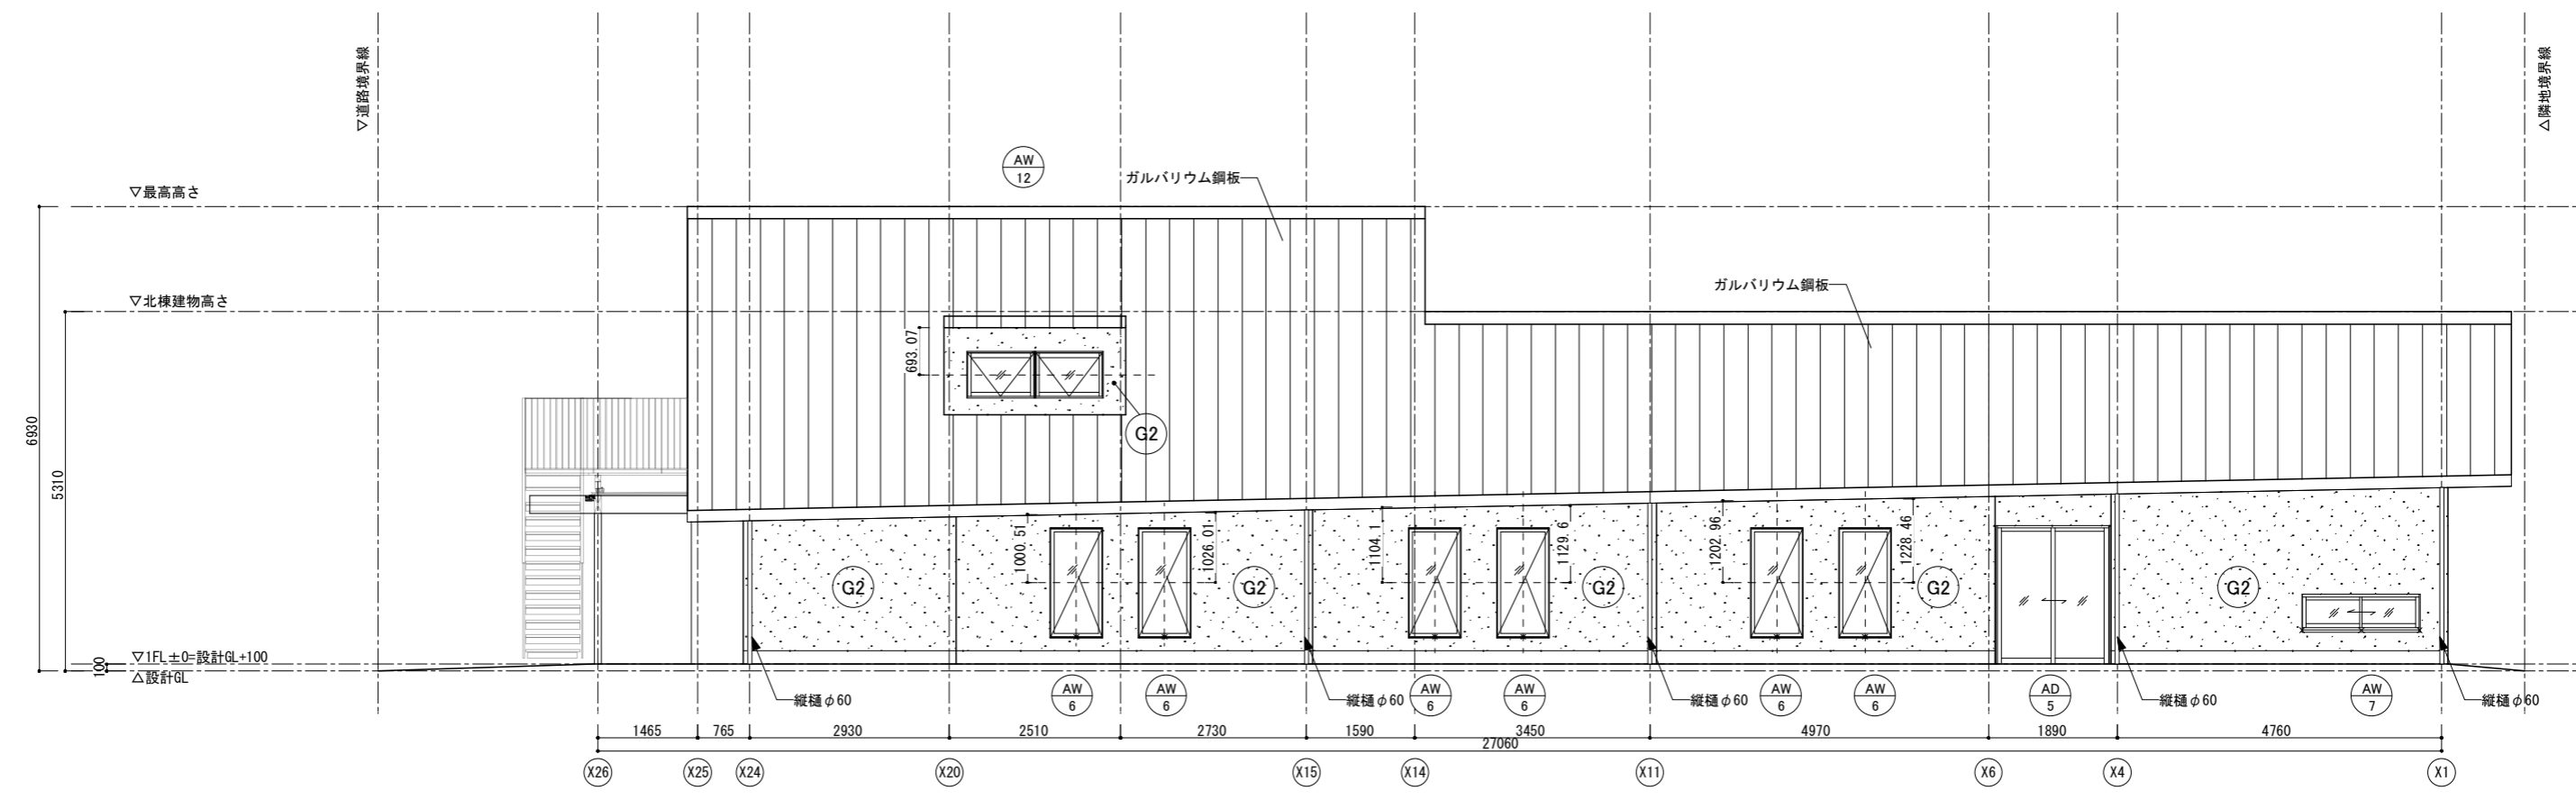 ▽道路境界線
△隣地境界線
AW
12
ガルバリウム鋼板
▽最高高さ
ガルバリウム鋼板
▽北棟建物高さ
693.07
G2
6930
5310
1000.51
1026.01
1104.1
1129.6
1202.96
1228.46
G2
G2
G2
G2
G2
▽1FL±0=設計GL+100
100
△設計GL
AW
6
AW
6
AW
6
AW
6
AW
6
AW
6
AD
5
AW
7
縦樋φ60
縦樋φ60
縦樋φ60
縦樋φ60
縦樋φ60
1465
765
2930
2510
2730
1590
3450
4970
1890
4760
27060
X26
X25
X24
X20
X15
X14
X11
X6
X4
X1